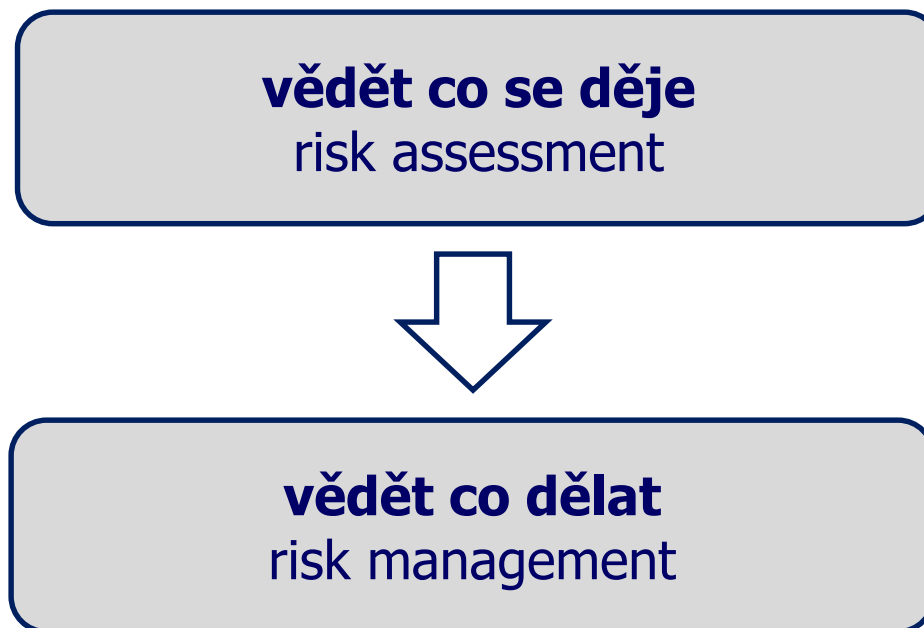 vědět co se děje
risk assessment
vědět co dělat
risk management